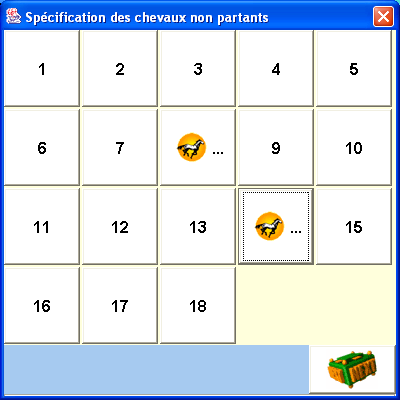 Spécification des chevaux non partants
1 2 3 4 5
6 7 ... 9 10
11 12 13 ... 15
16 17 18